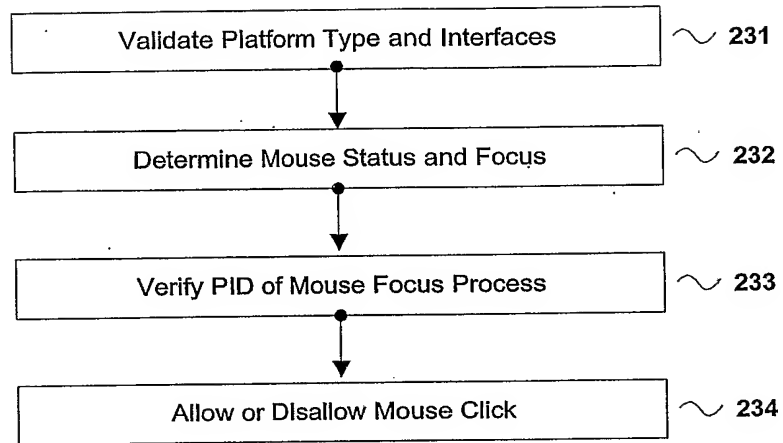 Validate Platform Type and Interfaces 231
Determine Mouse Status and Focus 232
Verify PID of Mouse Focus Process 233
Allow or Disallow Mouse Click 234